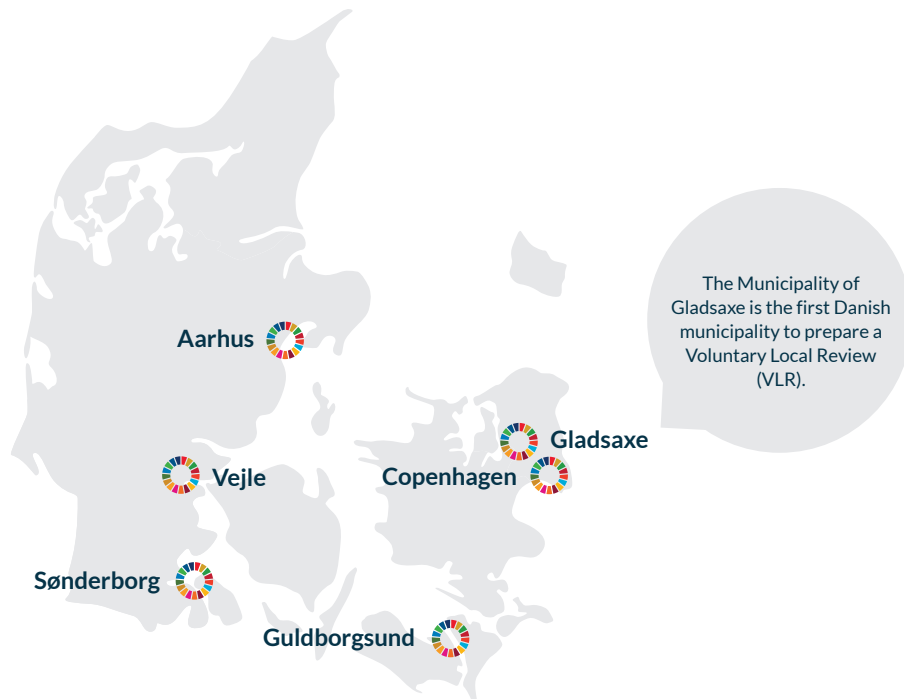 The Municipality of
Gladsaxe is the first Danish
municipality to prepare a
Voluntary Local Review
(VLR).
Aarhus
Gladsaxe
Copenhagen
Vejle
Sønderborg
Guldborgsund